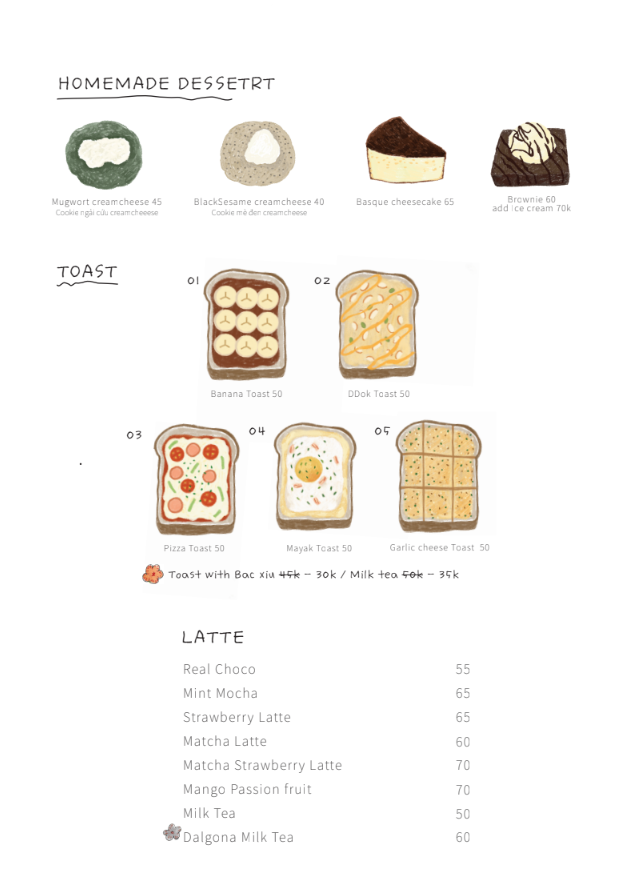 HOMEMADE DESSETRT
Mugwort creamcheese 45
Cookie ngải cứu creamcheeese
BlackSesame creamcheese 40
Cookie mè đen creamcheese
Basque cheesecake 65
Brownie 60
add ice cream 70k
TOAST
01
02
Banana Toast 50
DDok Toast 50
03
04
05
Pizza Toast 50
Mayak Toast 50
Garlic cheese Toast 50
Toast with Bac xiu 45k - 30k / Milk tea 50k - 35k
LATTE
Real Choco 55
Mint Mocha 65
Strawberry Latte 65
Matcha Latte 60
Matcha Strawberry Latte 70
Mango Passion fruit 70
Milk Tea 50
Dalgona Milk Tea 60